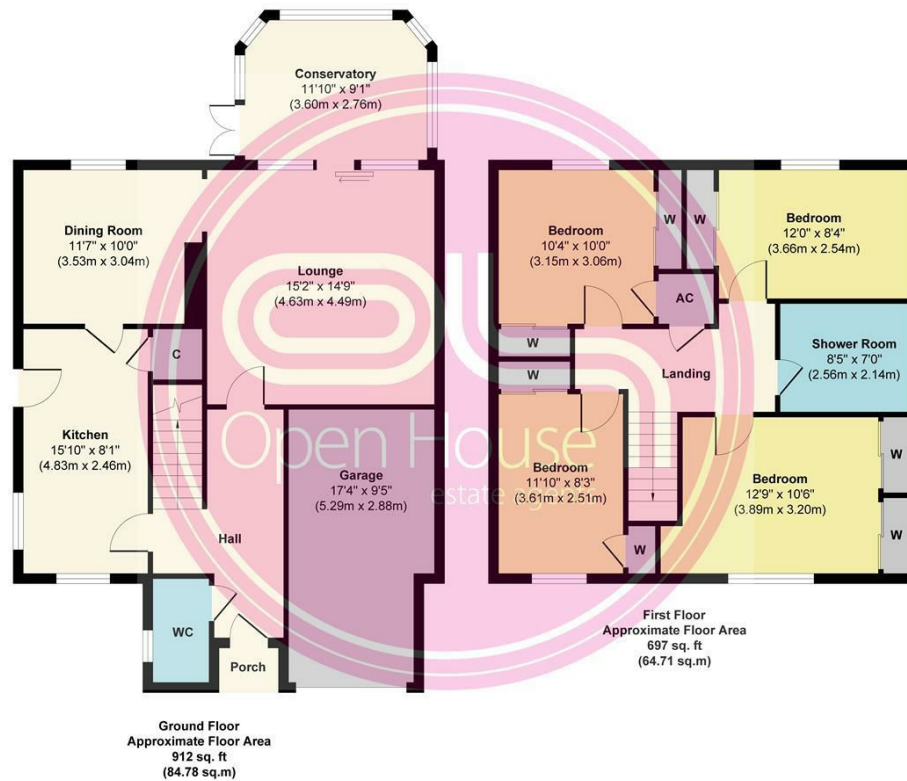 Conservatory
11'10" x 9'1"
(3.60m x 2.76m)
Dining Room
11'7" x 10'0"
(3.53m x 3.04m)
Lounge
15'2" x 14'9"
(4.63m x 4.49m)
C
Kitchen
15'10" x 8'1"
(4.83m x 2.46m)
Garage
17'4" x 9'5"
(5.29m x 2.88m)
Hall
WC
Porch
Ground Floor
Approximate Floor Area
912 sq. ft
(84.78 sq.m)
Bedroom
10'4" x 10'0"
(3.15m x 3.06m)
W
W
Bedroom
12'0" x 8'4"
(3.66m x 2.54m)
AC
W
W
Landing
Shower Room
8'5" x 7'0"
(2.56m x 2.14m)
Bedroom
11'10" x 8'3"
(3.61m x 2.51m)
W
Bedroom
12'9" x 10'6"
(3.89m x 3.20m)
W
W
First Floor
Approximate Floor Area
697 sq. ft
(64.71 sq.m)
Open House
estate agents